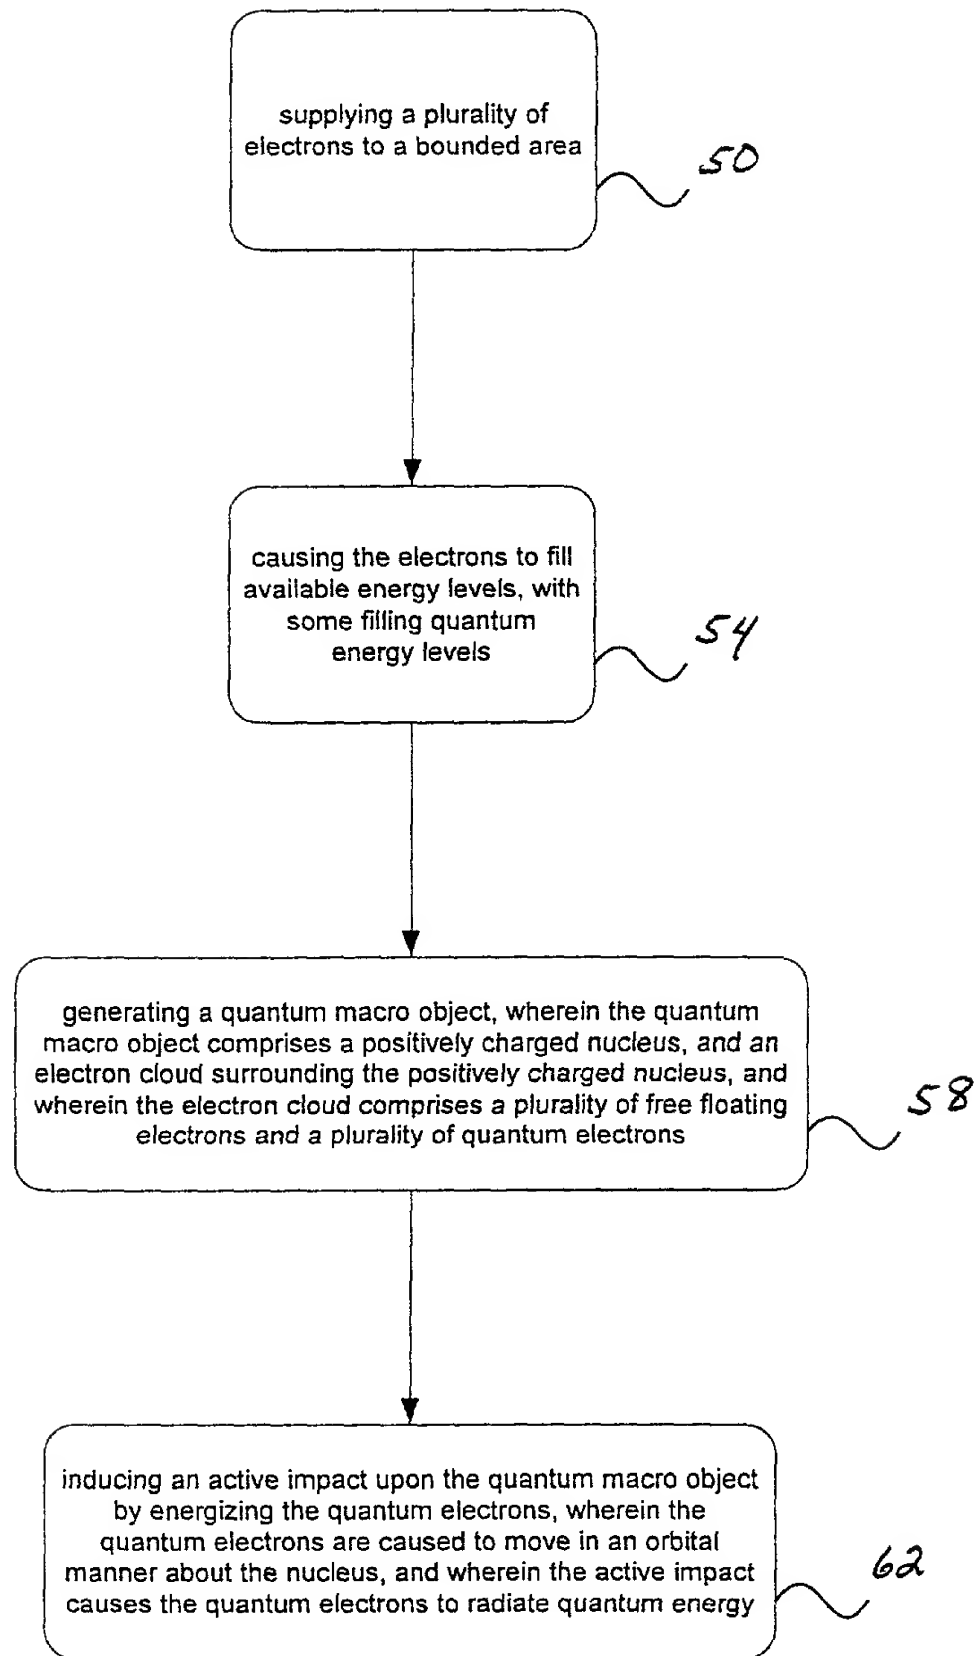 supplying a plurality of
electrons to a bounded area
50
causing the electrons to fill
available energy levels, with
some filling quantum
energy levels
54
generating a quantum macro object, wherein the quantum
macro object comprises a positively charged nucleus, and an
electron cloud surrounding the positively charged nucleus, and
wherein the electron cloud comprises a plurality of free floating
electrons and a plurality of quantum electrons
58
inducing an active impact upon the quantum macro object
by energizing the quantum electrons, wherein the
quantum electrons are caused to move in an orbital
manner about the nucleus, and wherein the active impact
causes the quantum electrons to radiate quantum energy
62